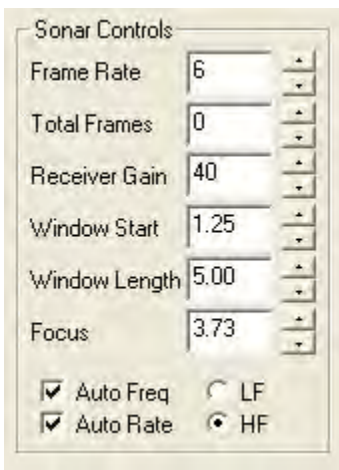 Sonar Controls
Frame Rate 6
Total Frames 0
Receiver Gain 40
Window Start 1.25
Window Length 5.00
Focus 3.73
Auto Freq LF
Auto Rate HF